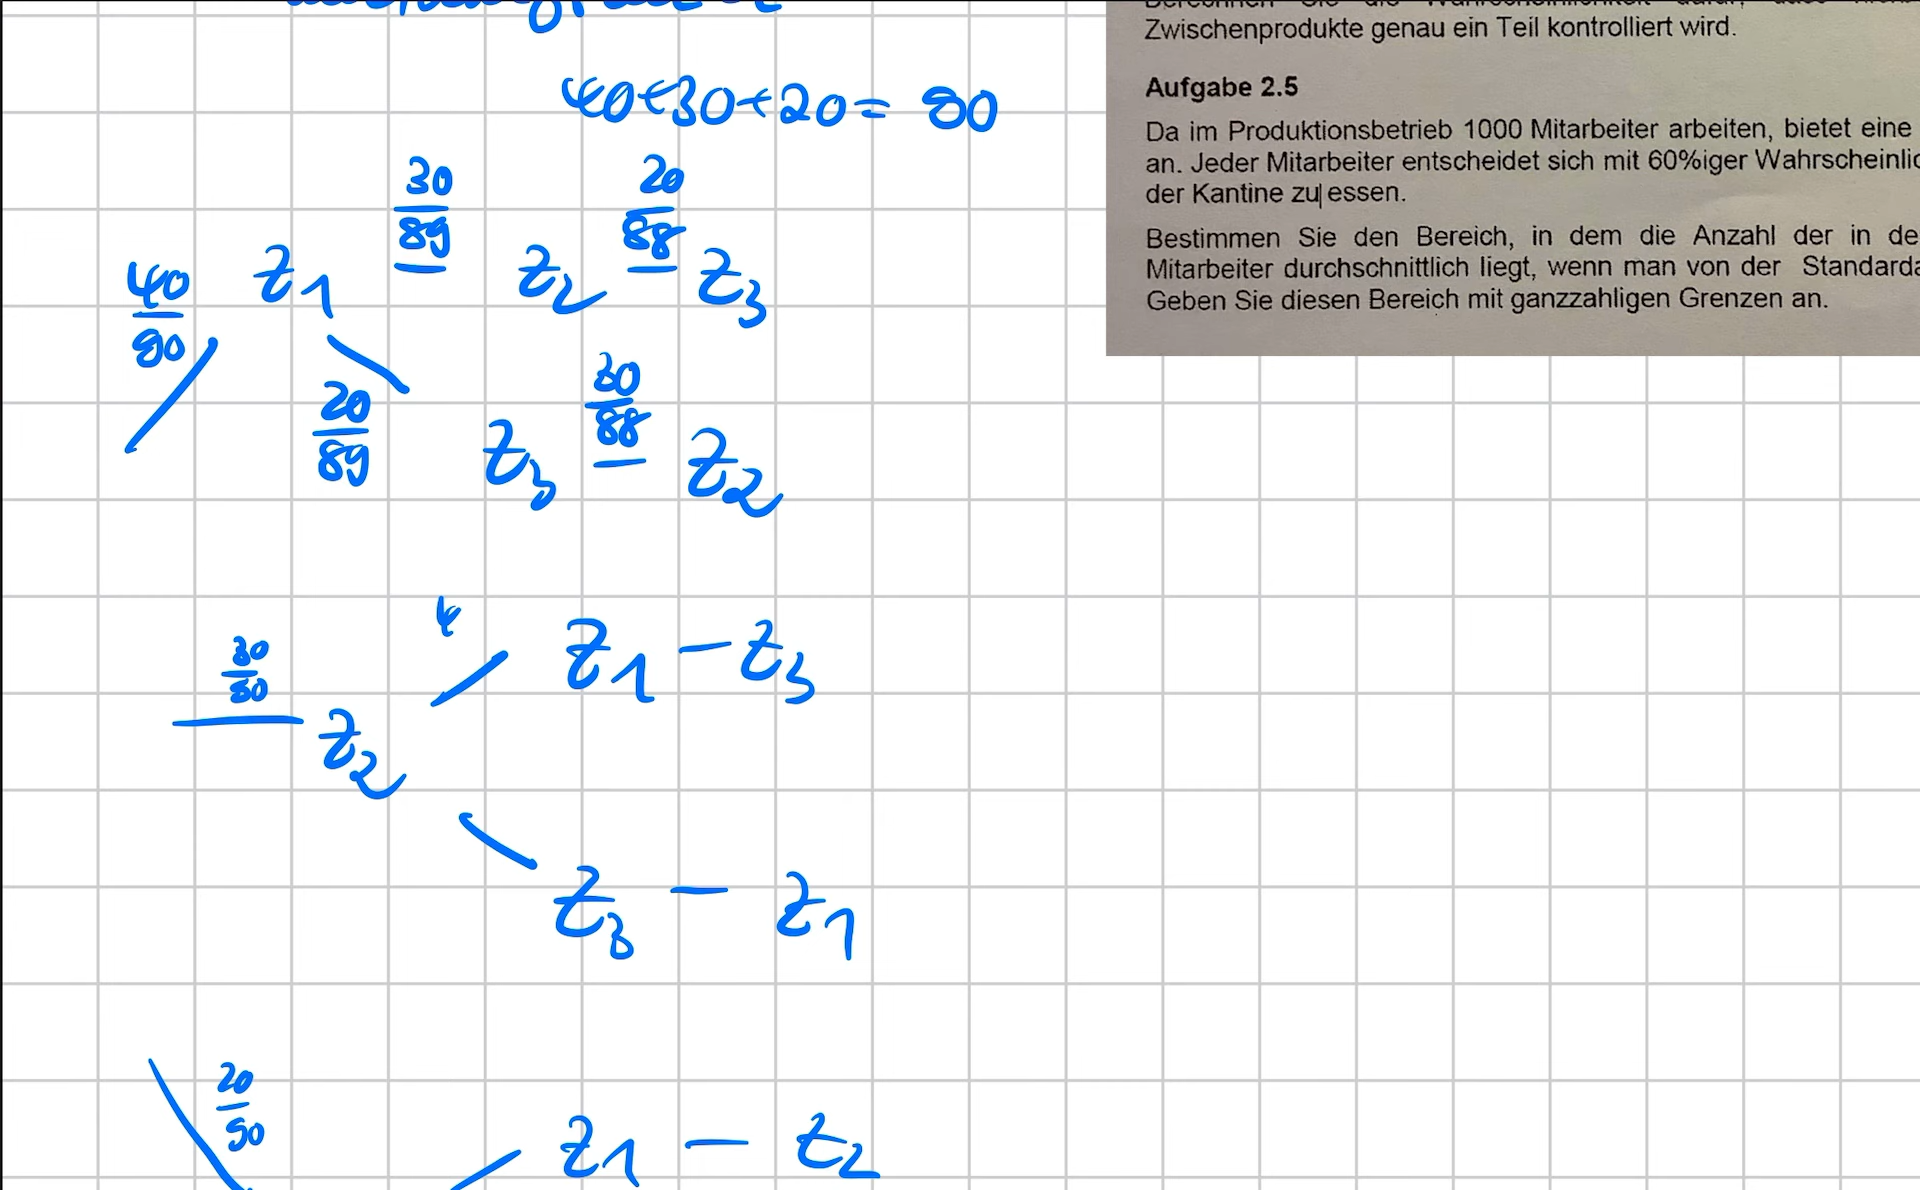 40+30+20= 90
30
89
20
88
40
90
z1
z2
z3
20
89
30
88
z3
z2
30
90
4
z1 – z3
z2
z3 – z1
20
90
z1 – z2
Zwischenprodukte genau ein Teil kontrolliert wird.
Aufgabe 2.5
Da im Produktionsbetrieb 1000 Mitarbeiter arbeiten, bietet eine
an. Jeder Mitarbeiter entscheidet sich mit 60%iger
der Kantine zu essen.
Bestimmen Sie den Bereich, in dem die Anzahl der in de
Mitarbeiter durchschnittlich liegt, wenn man von der
Geben Sie diesen Bereich mit ganzzahligen Grenzen an.